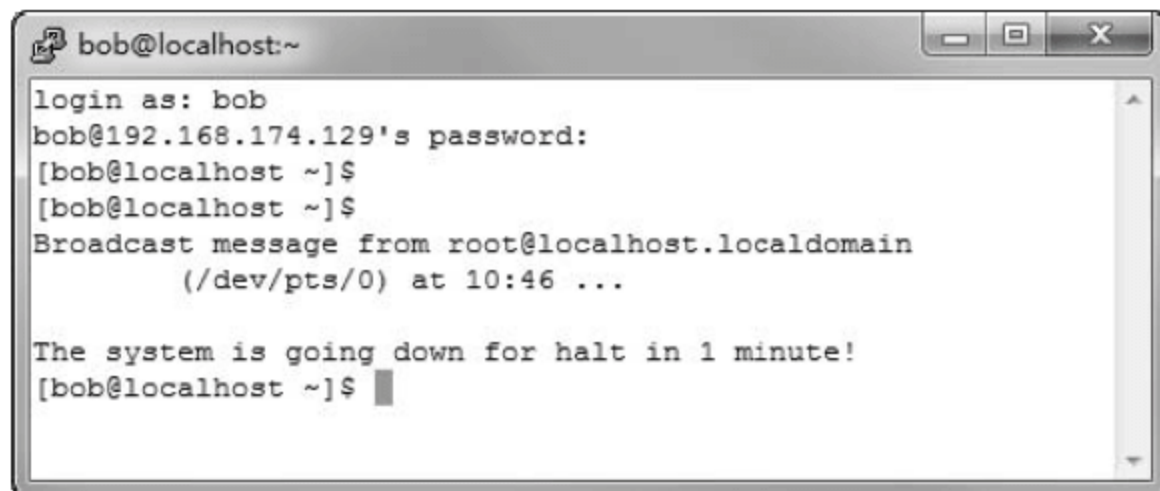 bob@localhost:~
login as: bob
bob@192.168.174.129's password:
[bob@localhost ~]$
[bob@localhost ~]$
Broadcast message from root@localhost.localdomain
        (/dev/pts/0) at 10:46 ...

The system is going down for halt in 1 minute!
[bob@localhost ~]$